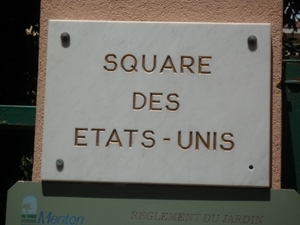 SQUARE
DES
ETATS-UNIS
Menton
REGLEMENT DU JARDIN